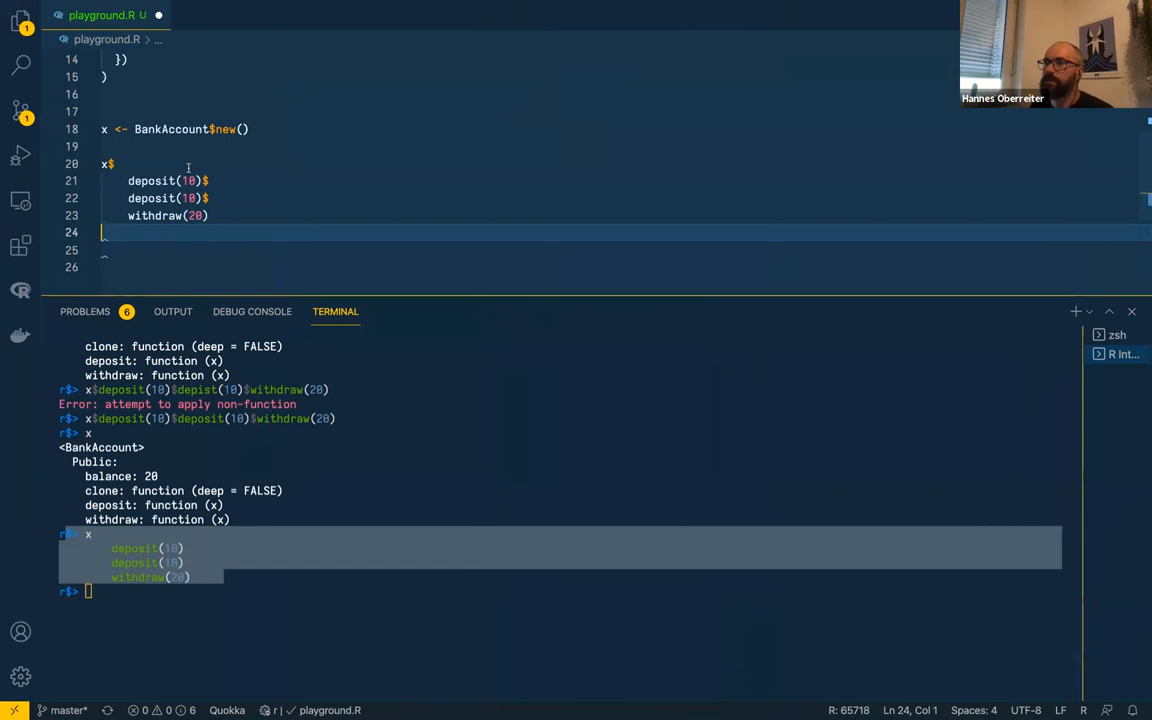 playground.R U
playground.R > ...
14 })
15 )
16
17
18 x <- BankAccount$new()
19
20 x$
21 deposit(10)$
22 deposit(10)$
23 withdraw(20)
24
25
26
Hannes Oberreiter
PROBLEMS 6 OUTPUT DEBUG CONSOLE TERMINAL
zsh
R Int...
clone: function (deep = FALSE)
deposit: function (x)
withdraw: function (x)
r$> x$deposit(10)$depist(10)$withdraw(20)
Error: attempt to apply non-function
r$> x$deposit(10)$deposit(10)$withdraw(20)
r$> x
<BankAccount>
Public:
balance: 20
clone: function (deep = FALSE)
deposit: function (x)
withdraw: function (x)
r$> x
deposit(10)
deposit(10)
withdraw(20)
r$>
1
1
master* 0 0 6 Quokka r | playground.R R: 65718 Ln 24, Col 1 Spaces: 4 UTF-8 LF R